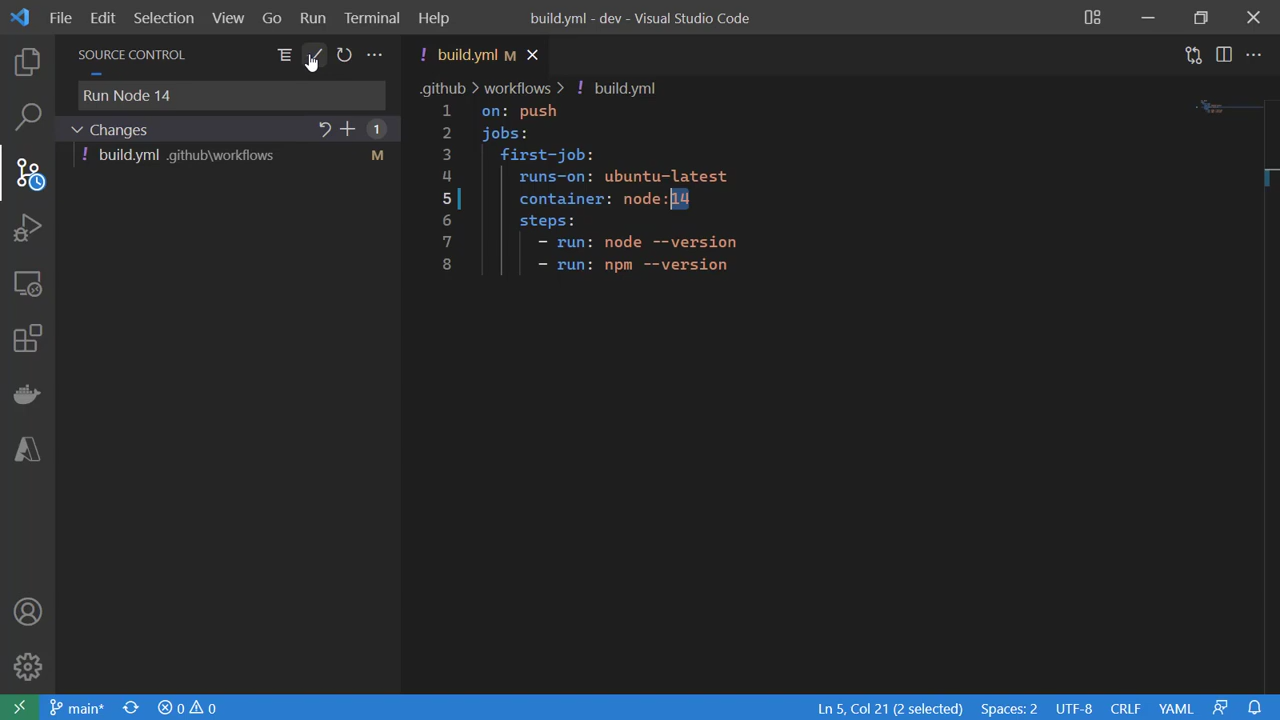 File Edit Selection View Go Run Terminal Help build.yml - dev - Visual Studio Code
SOURCE CONTROL
Run Node 14
Changes 1
! build.yml .github\workflows M
! build.yml M
.github > workflows > ! build.yml
1 on: push
2 jobs:
3 first-job:
4 runs-on: ubuntu-latest
5 container: node:14
6 steps:
7 - run: node --version
8 - run: npm --version
main* 0 0 Ln 5, Col 21 (2 selected) Spaces: 2 UTF-8 CRLF YAML